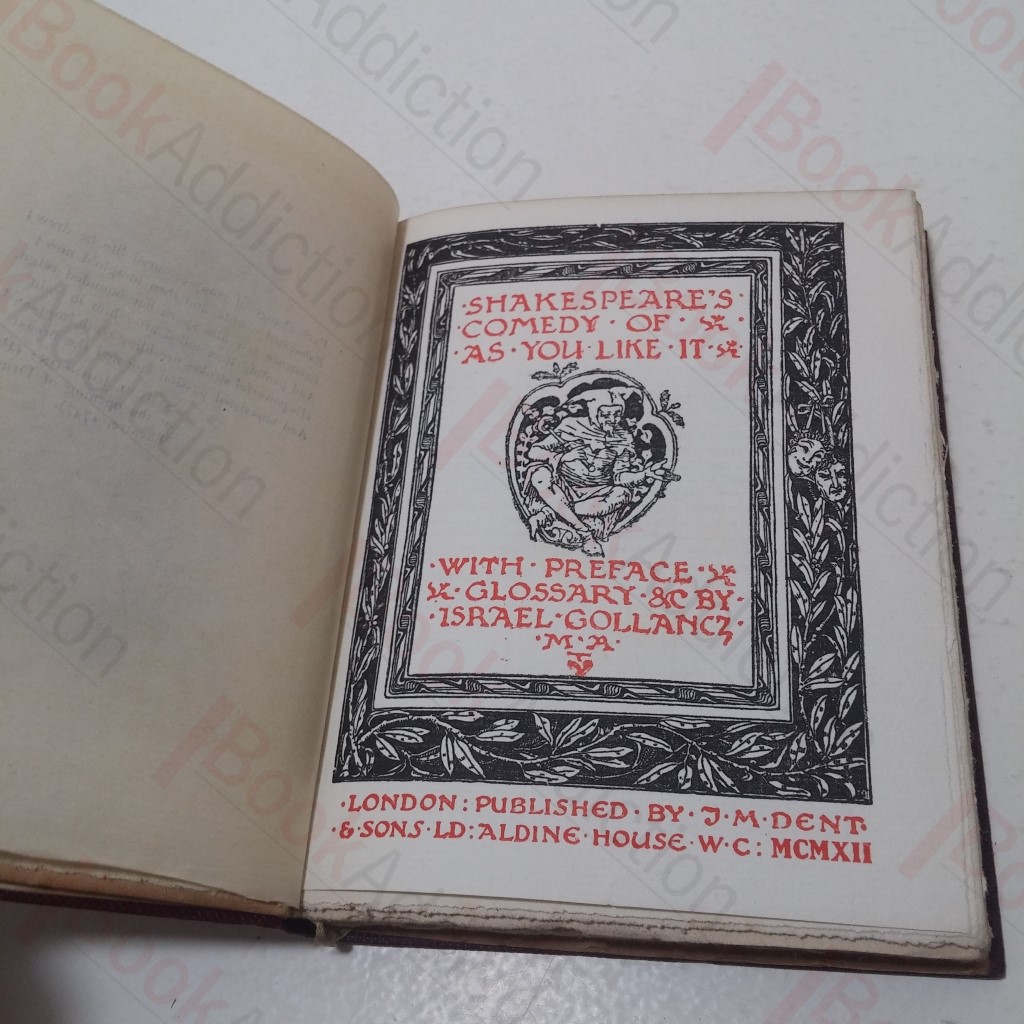 ·SHAKESPEARE'S·
·COMEDY·OF·
·AS·YOU·LIKE·IT
·WITH·PREFACE·
·GLOSSARY·&C BY·
·ISRAEL·GOLLANCZ,
·M·A·
·LONDON: PUBLISHED·BY·J·M·DENT·
·& SONS·LD: ALDINE·HOUSE·W·C: MCMXII
BookAddiction